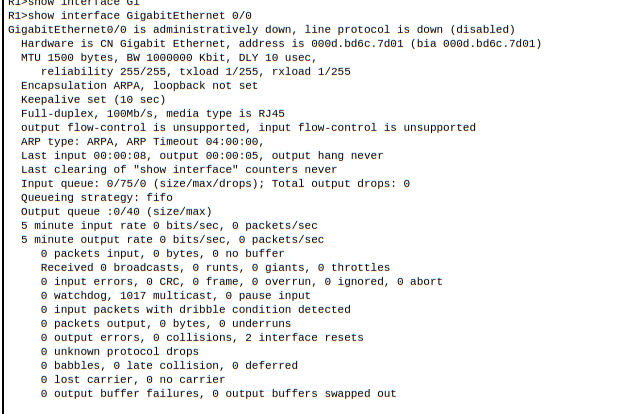 R1>show interface Gi
R1>show interface GigabitEthernet 0/0
GigabitEthernet0/0 is administratively down, line protocol is down (disabled)
Hardware is CN Gigabit Ethernet, address is 000d.bd6c.7d01 (bia 000d.bd6c.7d01)
MTU 1500 bytes, BW 1000000 Kbit, DLY 10 usec,
reliability 255/255, txload 1/255, rxload 1/255
Encapsulation ARPA, loopback not set
Keepalive set (10 sec)
Full-duplex, 100Mb/s, media type is RJ45
output flow-control is unsupported, input flow-control is unsupported
ARP type: ARPA, ARP Timeout 04:00:00,
Last input 00:00:08, output 00:00:05, output hang never
Last clearing of "show interface" counters never
Input queue: 0/75/0 (size/max/drops); Total output drops: 0
Queueing strategy: fifo
Output queue :0/40 (size/max)
5 minute input rate 0 bits/sec, 0 packets/sec
5 minute output rate 0 bits/sec, 0 packets/sec
0 packets input, 0 bytes, 0 no buffer
Received 0 broadcasts, 0 runts, 0 giants, 0 throttles
0 input errors, 0 CRC, 0 frame, 0 overrun, 0 ignored, 0 abort
0 watchdog, 1017 multicast, 0 pause input
0 input packets with dribble condition detected
0 packets output, 0 bytes, 0 underruns
0 output errors, 0 collisions, 2 interface resets
0 unknown protocol drops
0 babbles, 0 late collision, 0 deferred
0 lost carrier, 0 no carrier
0 output buffer failures, 0 output buffers swapped out